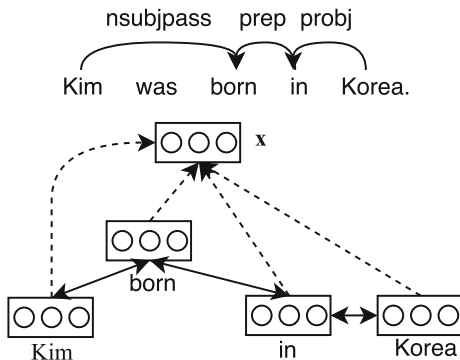 nsubjpass prep probj
Kim was born in Korea.
x
born
Kim in Korea